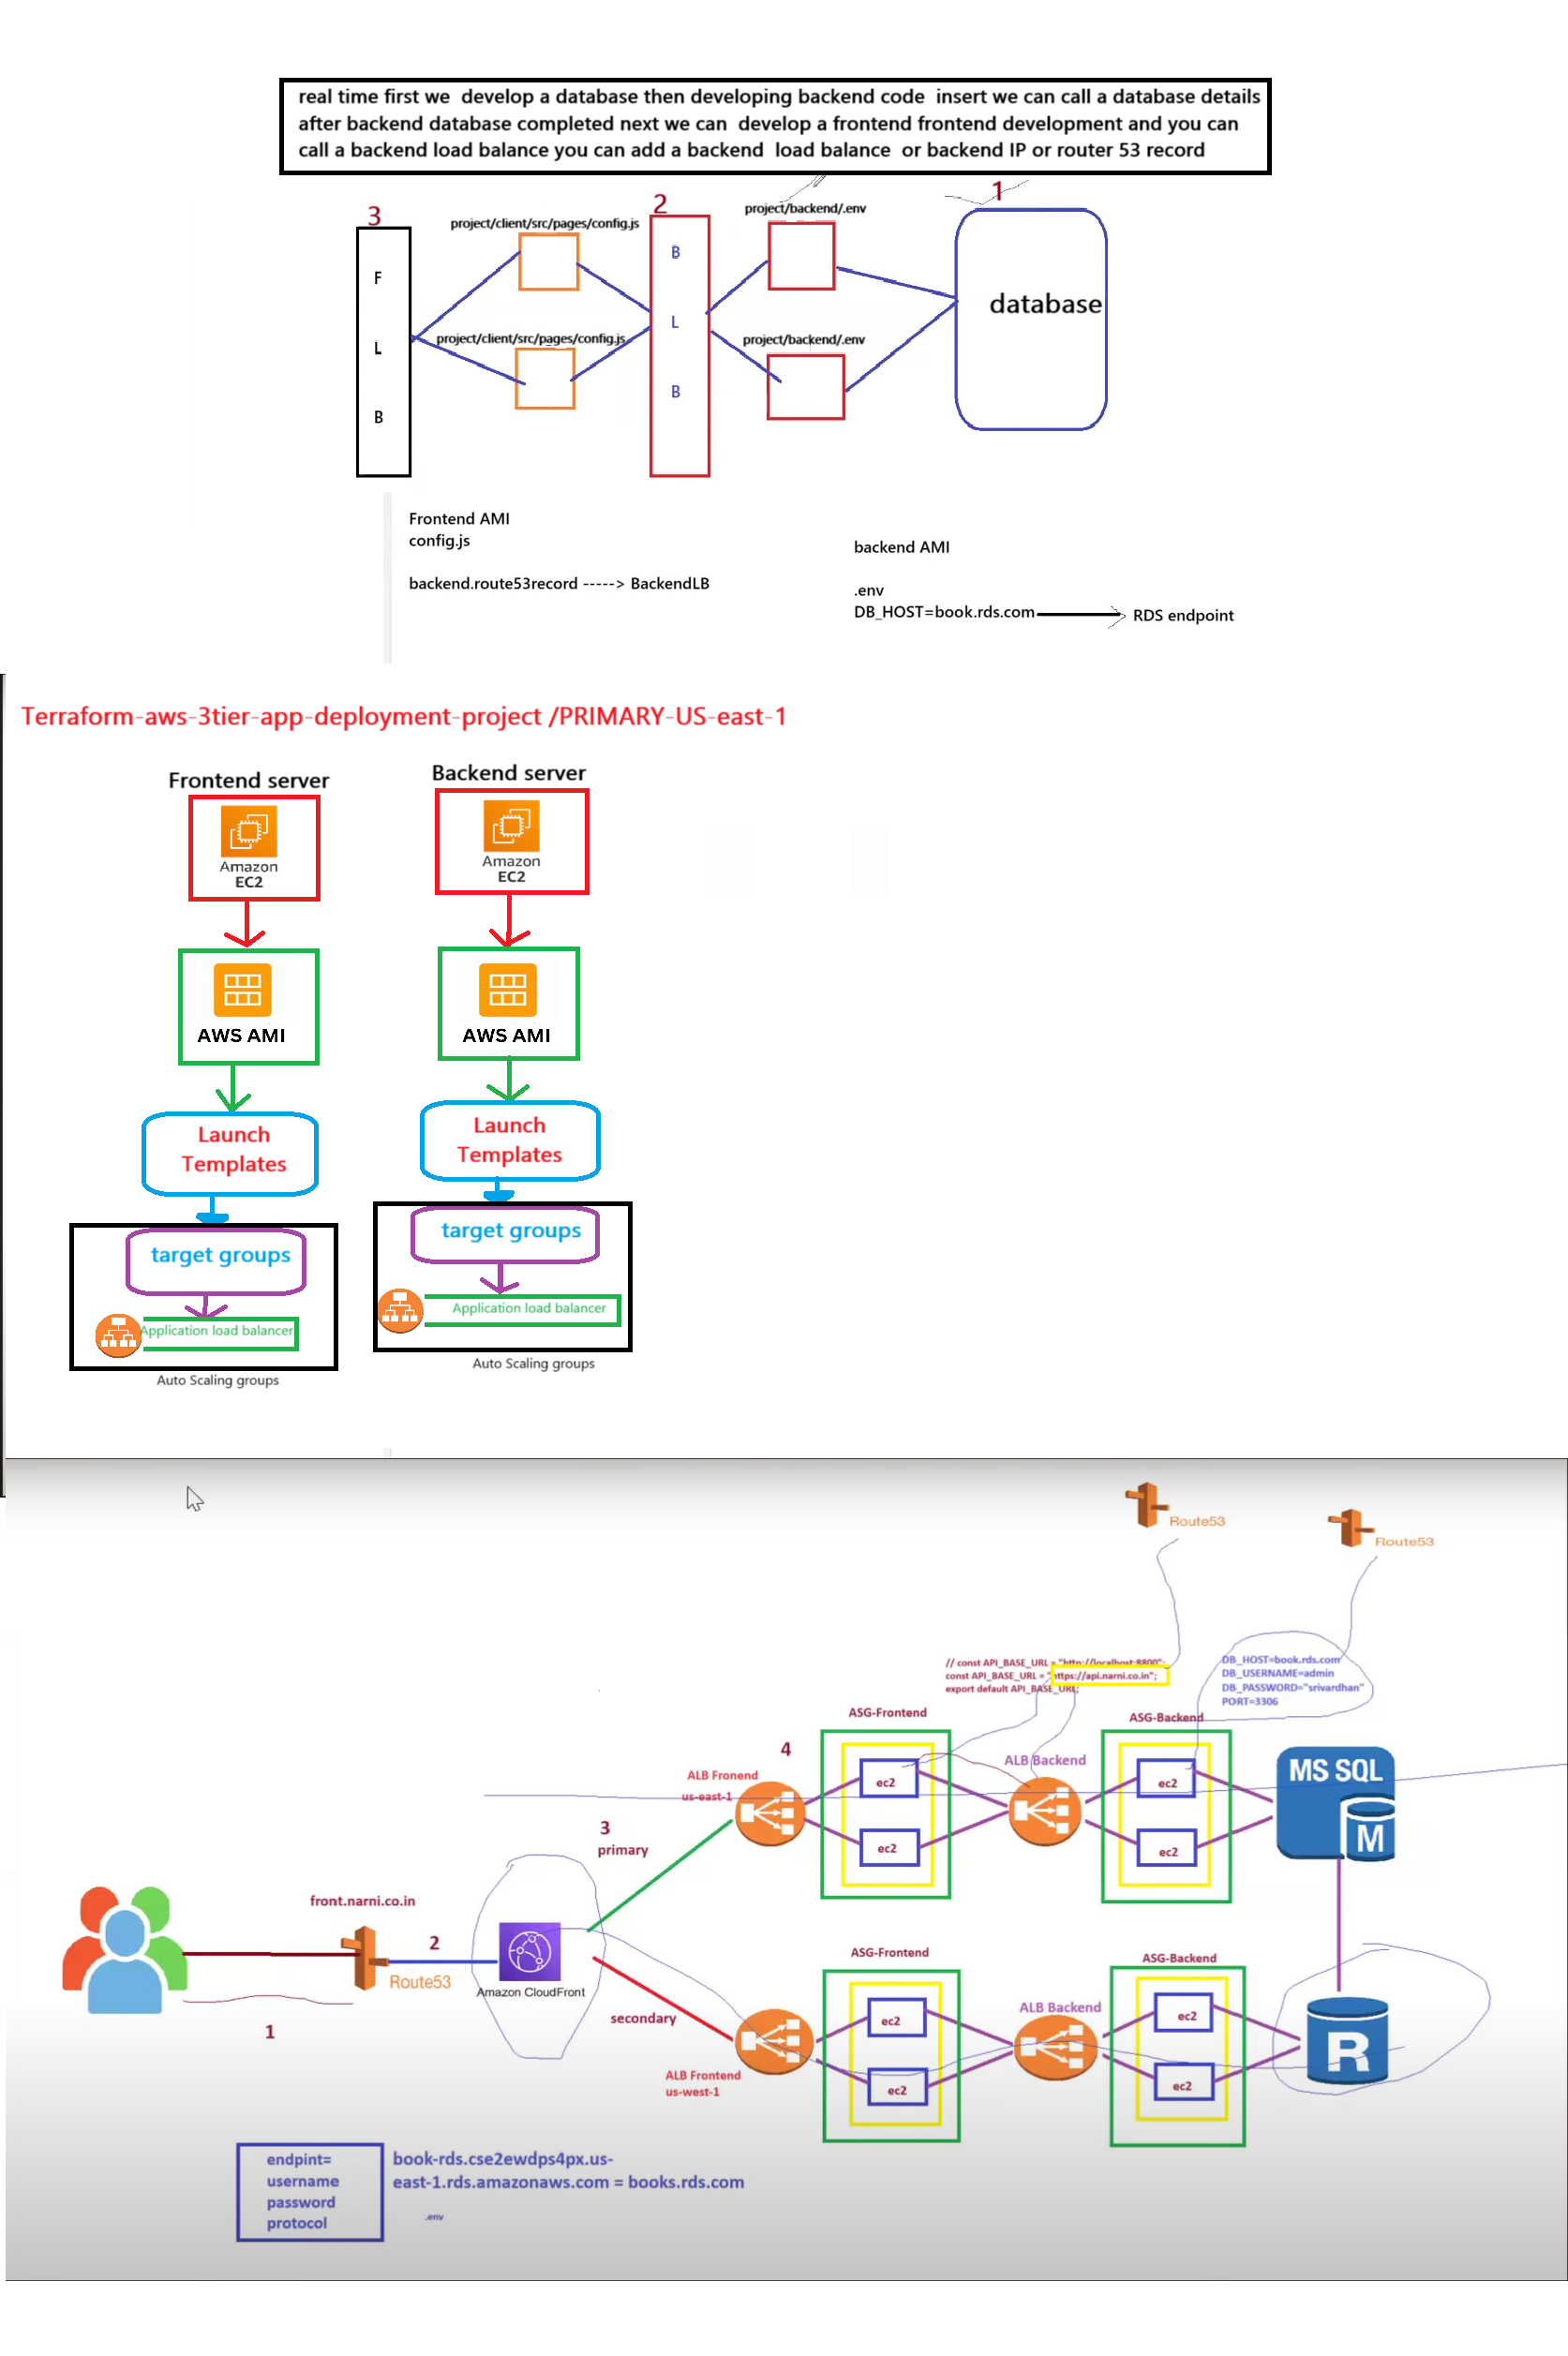 real time first we develop a database then developing backend code insert we can call a database details
after backend database completed next we can develop a frontend frontend development and you can
call a backend load balance you can add a backend load balance or backend IP or router 53 record
3
2
1
project/client/src/pages/config.js
project/backend/.env
F
L
B
B
L
B
database
project/client/src/pages/config.js
project/backend/.env
Frontend AMI
config.js
backend.route53record -----> BackendLB
backend AMI
.env
DB_HOST=book.rds.com
RDS endpoint
Terraform-aws-3tier-app-deployment-project /PRIMARY-US-east-1
Frontend server
Backend server
Amazon
EC2
Amazon
EC2
AWS AMI
AWS AMI
Launch
Templates
Launch
Templates
target groups
target groups
Application load balancer
Application load balancer
Auto Scaling groups
Auto Scaling groups
Route53
Route53
// const API_BASE_URL = "http://localhost:8800";
const API_BASE_URL = "https://api.narni.co.in";
export default API_BASE_URL;
DB_HOST=book.rds.com
DB_USERNAME=admin
DB_PASSWORD="srivardhan"
PORT=3306
ASG-Frontend
ASG-Backend
4
ALB Fronend
us-east-1
ALB Backend
ec2
ec2
ec2
ec2
MS SQL
M
3
primary
front.narni.co.in
2
Route53
Amazon CloudFront
1
secondary
ASG-Frontend
ASG-Backend
ALB Backend
ec2
ec2
ec2
ec2
R
ALB Frontend
us-west-1
endpint=
username
password
protocol
book-rds.cse2ewdps4px.us-
east-1.rds.amazonaws.com = books.rds.com
.env